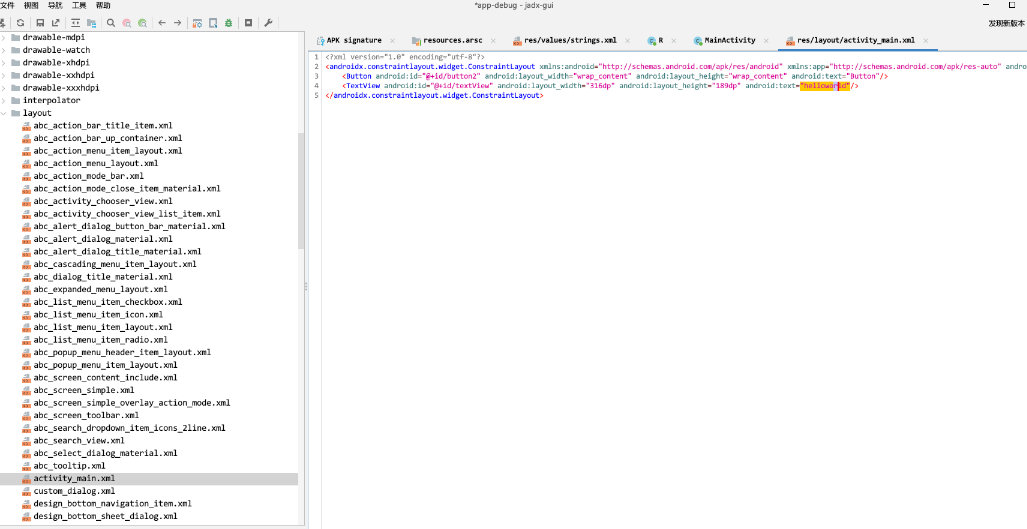 文件 视图 导航 工具 帮助
*app-debug - jadx-gui
发现新版本
drawable-mdpi
drawable-watch
drawable-xhdpi
drawable-xxhdpi
drawable-xxxhdpi
interpolator
layout
abc_action_bar_title_item.xml
abc_action_bar_up_container.xml
abc_action_menu_item_layout.xml
abc_action_menu_layout.xml
abc_action_mode_bar.xml
abc_action_mode_close_item_material.xml
abc_activity_chooser_view.xml
abc_activity_chooser_view_list_item.xml
abc_alert_dialog_button_bar_material.xml
abc_alert_dialog_material.xml
abc_alert_dialog_title_material.xml
abc_cascading_menu_item_layout.xml
abc_dialog_title_material.xml
abc_expanded_menu_layout.xml
abc_list_menu_item_checkbox.xml
abc_list_menu_item_icon.xml
abc_list_menu_item_layout.xml
abc_list_menu_item_radio.xml
abc_popup_menu_header_item_layout.xml
abc_popup_menu_item_layout.xml
abc_screen_content_include.xml
abc_screen_simple.xml
abc_screen_simple_overlay_action_mode.xml
abc_screen_toolbar.xml
abc_search_dropdown_item_icons_2line.xml
abc_search_view.xml
abc_select_dialog_material.xml
abc_tooltip.xml
activity_main.xml
custom_dialog.xml
design_bottom_navigation_item.xml
design_bottom_sheet_dialog.xml
APK signature resources.arsc res/values/strings.xml R MainActivity res/layout/activity_main.xml
1 <?xml version="1.0" encoding="utf-8"?>
2 <androidx.constraintlayout.widget.ConstraintLayout xmlns:android="http://schemas.android.com/apk/res/android" xmlns:app="http://schemas.android.com/apk/res-auto" andro
3 <Button android:id="@+id/button2" android:layout_width="wrap_content" android:layout_height="wrap_content" android:text="Button"/>
4 <TextView android:id="@+id/textView" android:layout_width="316dp" android:layout_height="189dp" android:text="helloworld"/>
5 </androidx.constraintlayout.widget.ConstraintLayout>